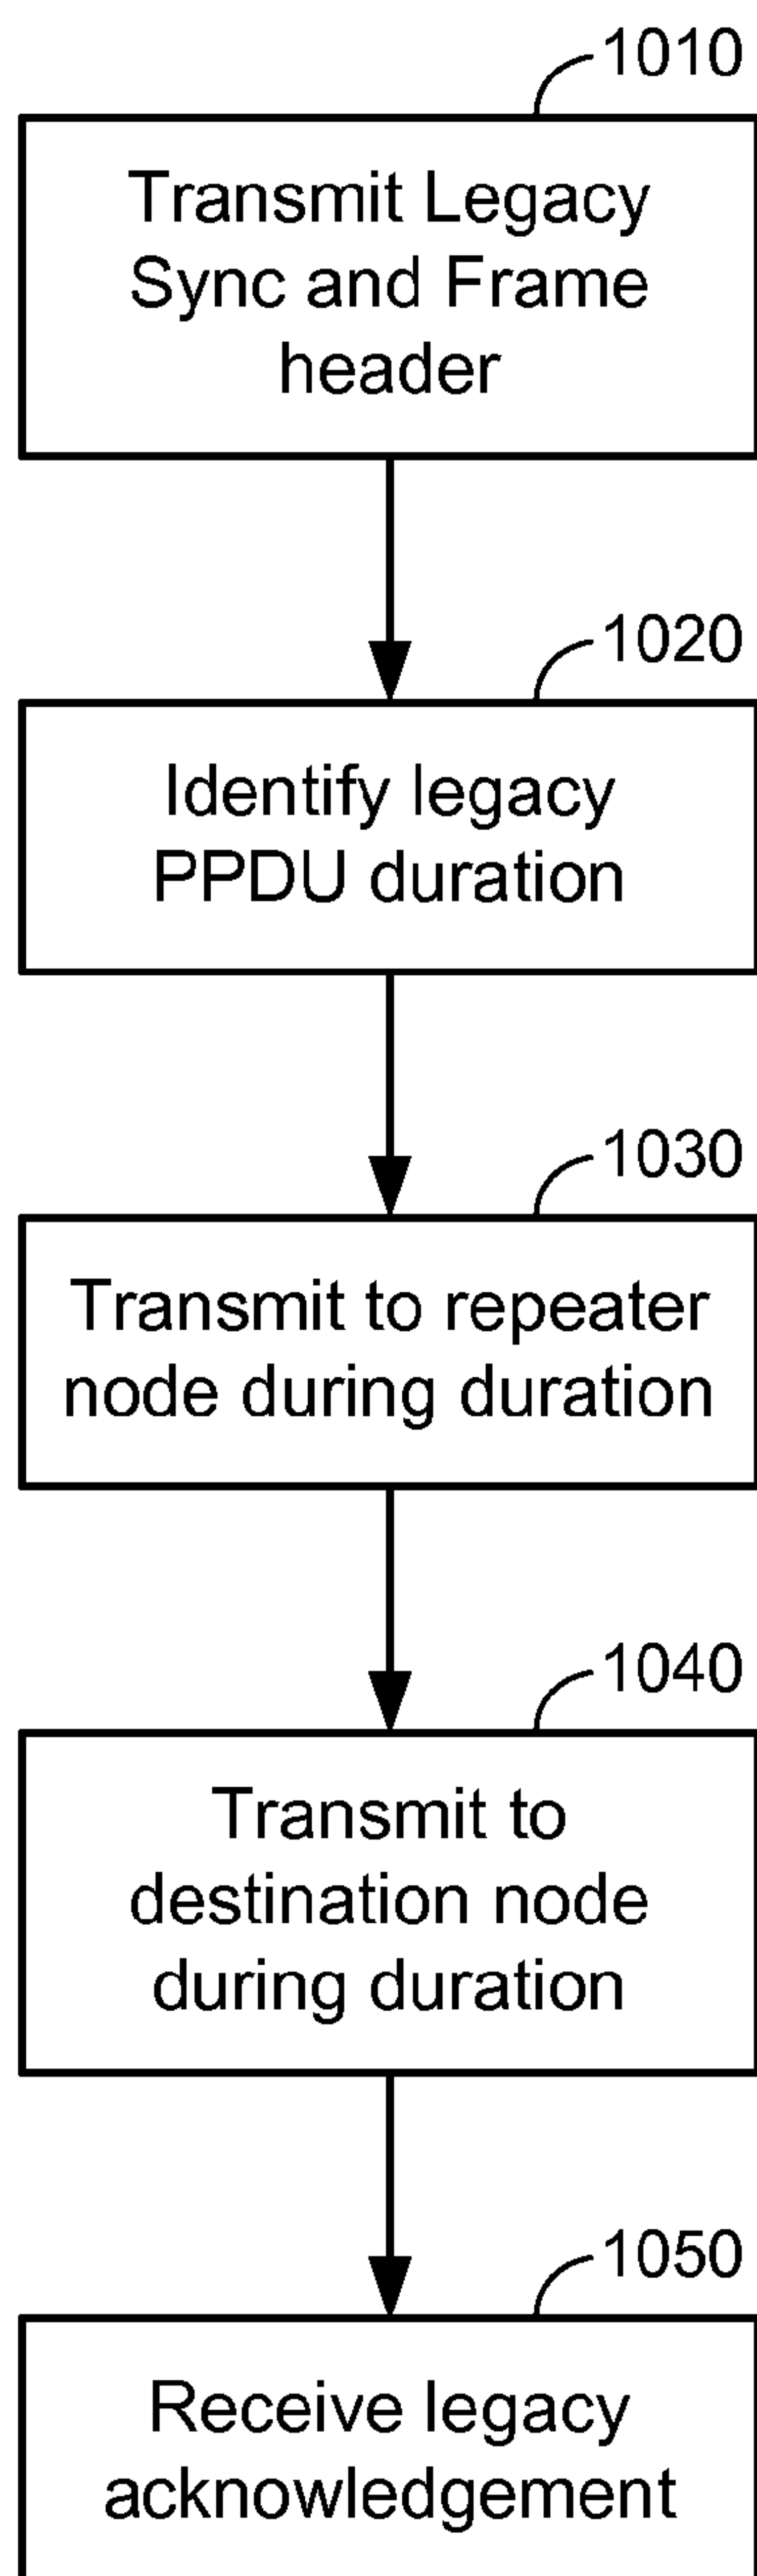 1010
Transmit Legacy
Sync and Frame
header
1020
Identify legacy
PPDU duration
1030
Transmit to repeater
node during duration
1040
Transmit to
destination node
during duration
1050
Receive legacy
acknowledgement